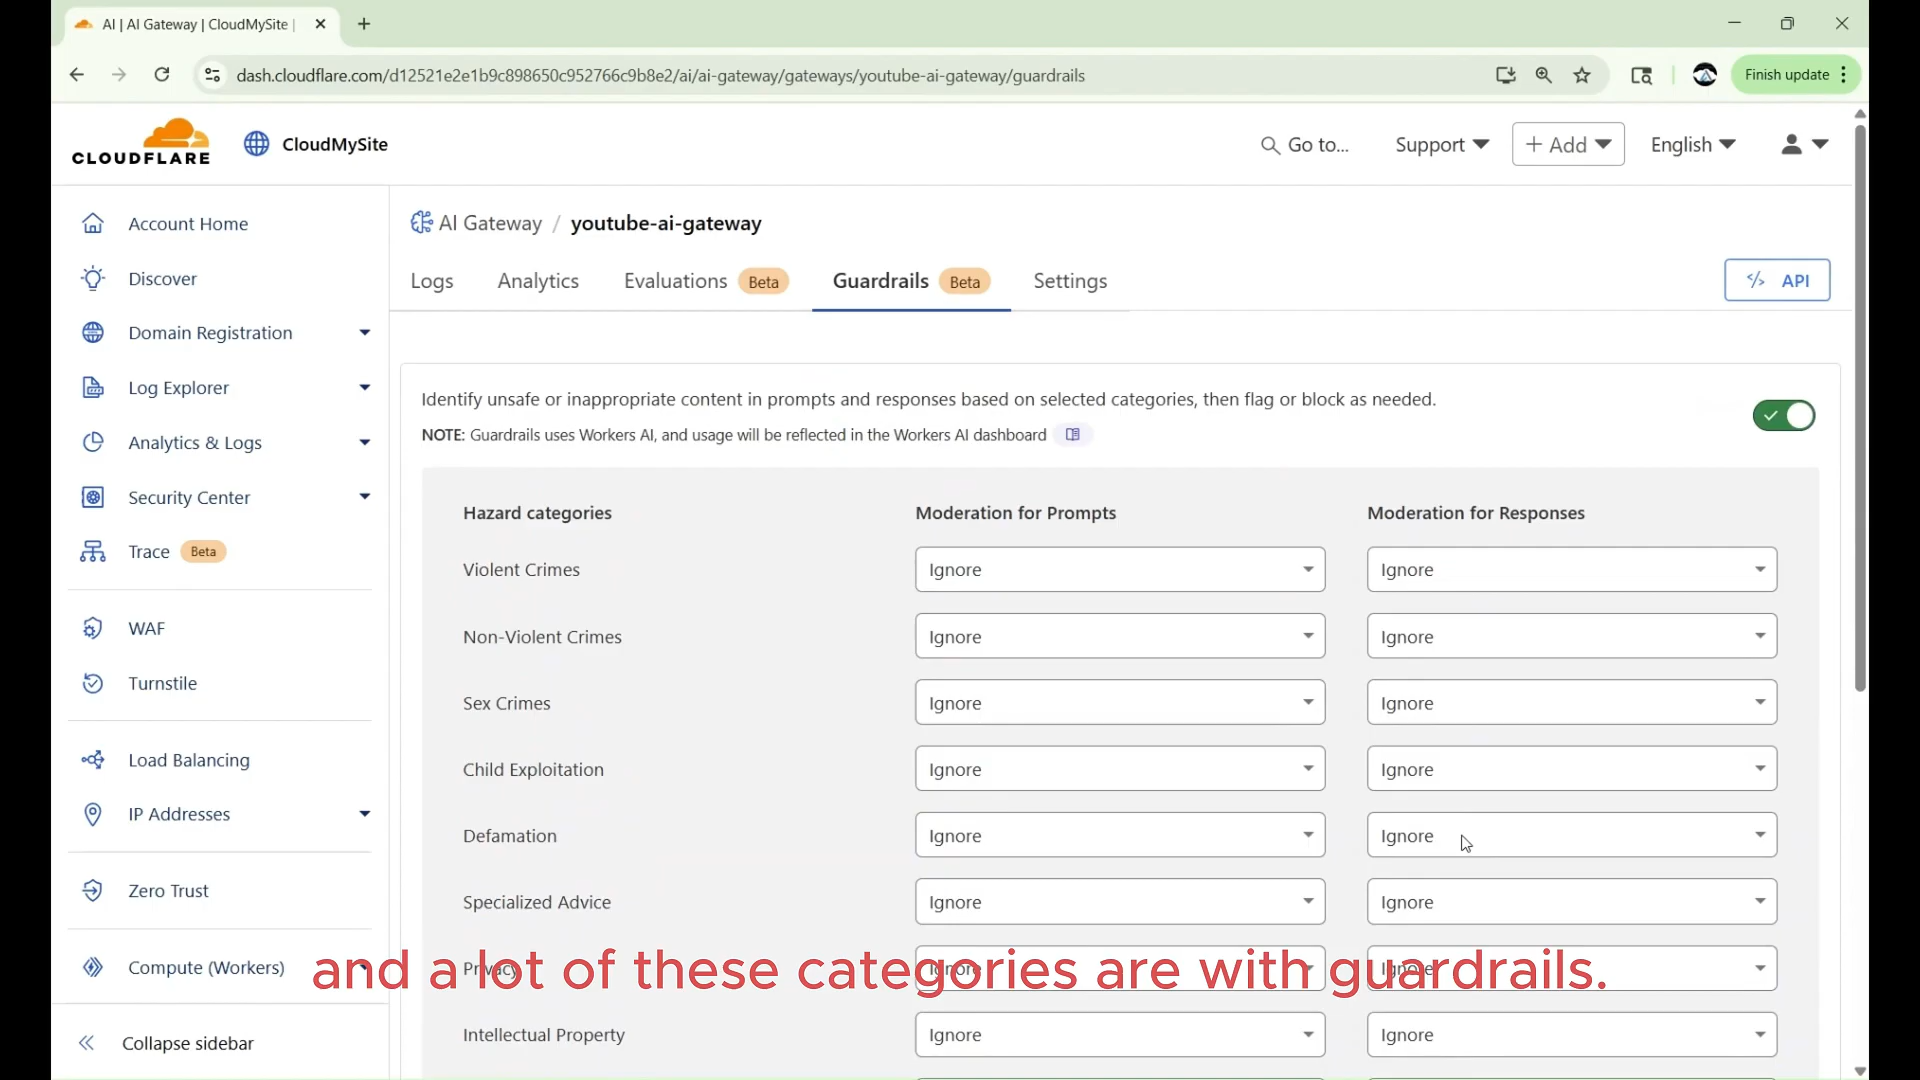 AI | AI Gateway | CloudMySite |
dash.cloudflare.com/d12521e2e1b9c898650c952766c9b8e2/ai/ai-gateway/gateways/youtube-ai-gateway/guardrails
Finish update
CLOUDFLARE
CloudMySite
Go to...
Support
+ Add
English
Account Home
Discover
Domain Registration
Log Explorer
Analytics & Logs
Security Center
Trace Beta
WAF
Turnstile
Load Balancing
IP Addresses
Zero Trust
Compute (Workers)
Collapse sidebar
AI Gateway / youtube-ai-gateway
Logs
Analytics
Evaluations Beta
Guardrails Beta
Settings
</> API
Identify unsafe or inappropriate content in prompts and responses based on selected categories, then flag or block as needed.
NOTE: Guardrails uses Workers AI, and usage will be reflected in the Workers AI dashboard
Hazard categories Moderation for Prompts Moderation for Responses
Violent Crimes Ignore Ignore
Non-Violent Crimes Ignore Ignore
Sex Crimes Ignore Ignore
Child Exploitation Ignore Ignore
Defamation Ignore Ignore
Specialized Advice Ignore Ignore
Privacy Ignore Ignore
and a lot of these categories are with guardrails.
Intellectual Property Ignore Ignore